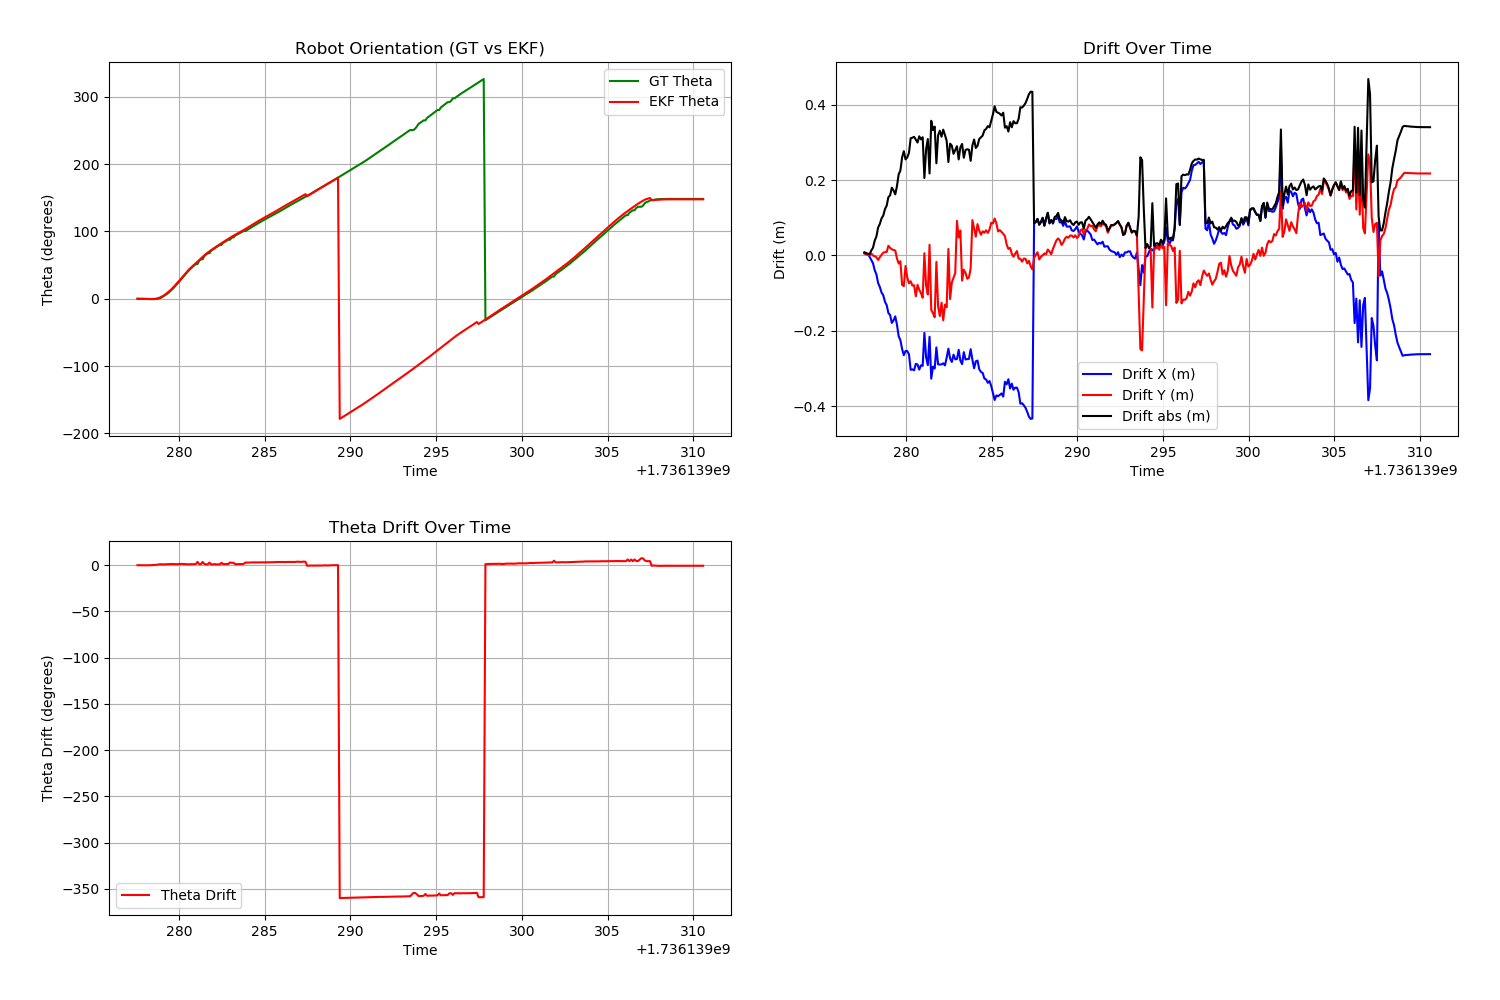 Robot Orientation (GT vs EKF)
Theta (degrees)
300
200
100
0
−100
−200
280 285 290 295 300 305 310
Time
+1.736139e9
GT Theta
EKF Theta
Drift Over Time
Drift (m)
0.4
0.2
0.0
−0.2
−0.4
280 285 290 295 300 305 310
Time
+1.736139e9
Drift X (m)
Drift Y (m)
Drift abs (m)
Theta Drift Over Time
Theta Drift (degrees)
0
−50
−100
−150
−200
−250
−300
−350
280 285 290 295 300 305 310
Time
+1.736139e9
Theta Drift